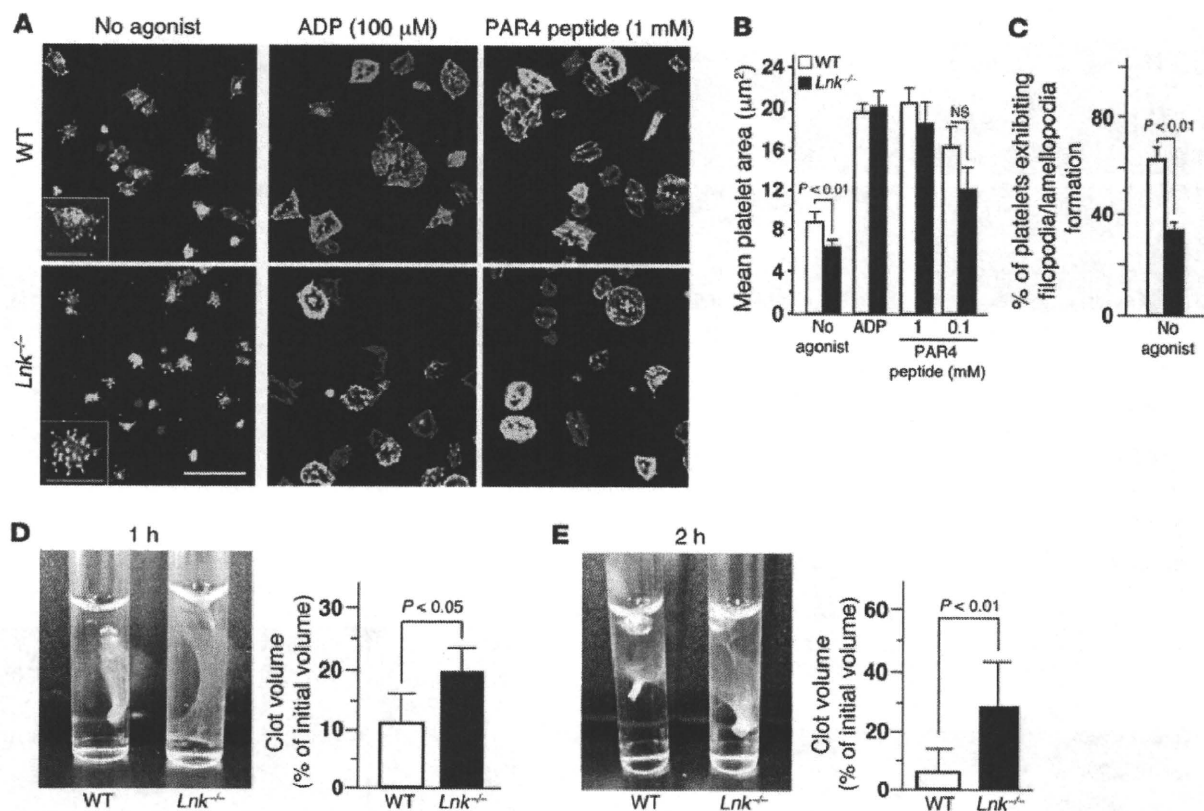 A
No agonist
ADP (100 μM)
PAR4 peptide (1 mM)
WT
Lnk–/–
B
WT
Lnk–/–
Mean platelet area (μm2)
24
20
16
12
8
4
0
P < 0.01
NS
No agonist
ADP
1
0.1
PAR4 peptide (mM)
C
% of platelets exhibiting
filopodia/lamellopodia
formation
80
60
40
0
P < 0.01
No agonist
D
1 h
WT
Lnk–/–
Clot volume
(% of initial volume)
30
20
10
0
P < 0.05
WT
Lnk–/–
E
2 h
WT
Lnk–/–
Clot volume
(% of initial volume)
60
40
20
0
P < 0.01
WT
Lnk–/–